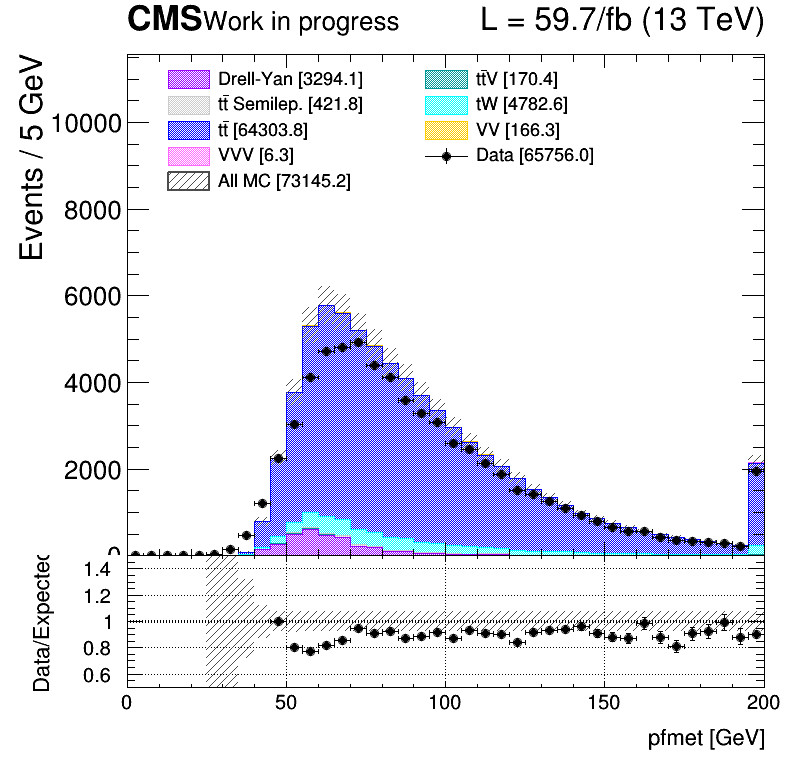 CMS Work in progress L = 59.7/fb (13 TeV)
Drell-Yan [3294.1] tt̄V [170.4]
tt̄ Semilep. [421.8] tW [4782.6]
tt̄ [64303.8] VV [166.3]
VVV [6.3] Data [65756.0]
All MC [73145.2]
Events / 5 GeV
10000
8000
6000
4000
2000
0
Data/Expected
1.4
1.2
1
0.8
0.6
0 50 100 150 200
pfmet [GeV]